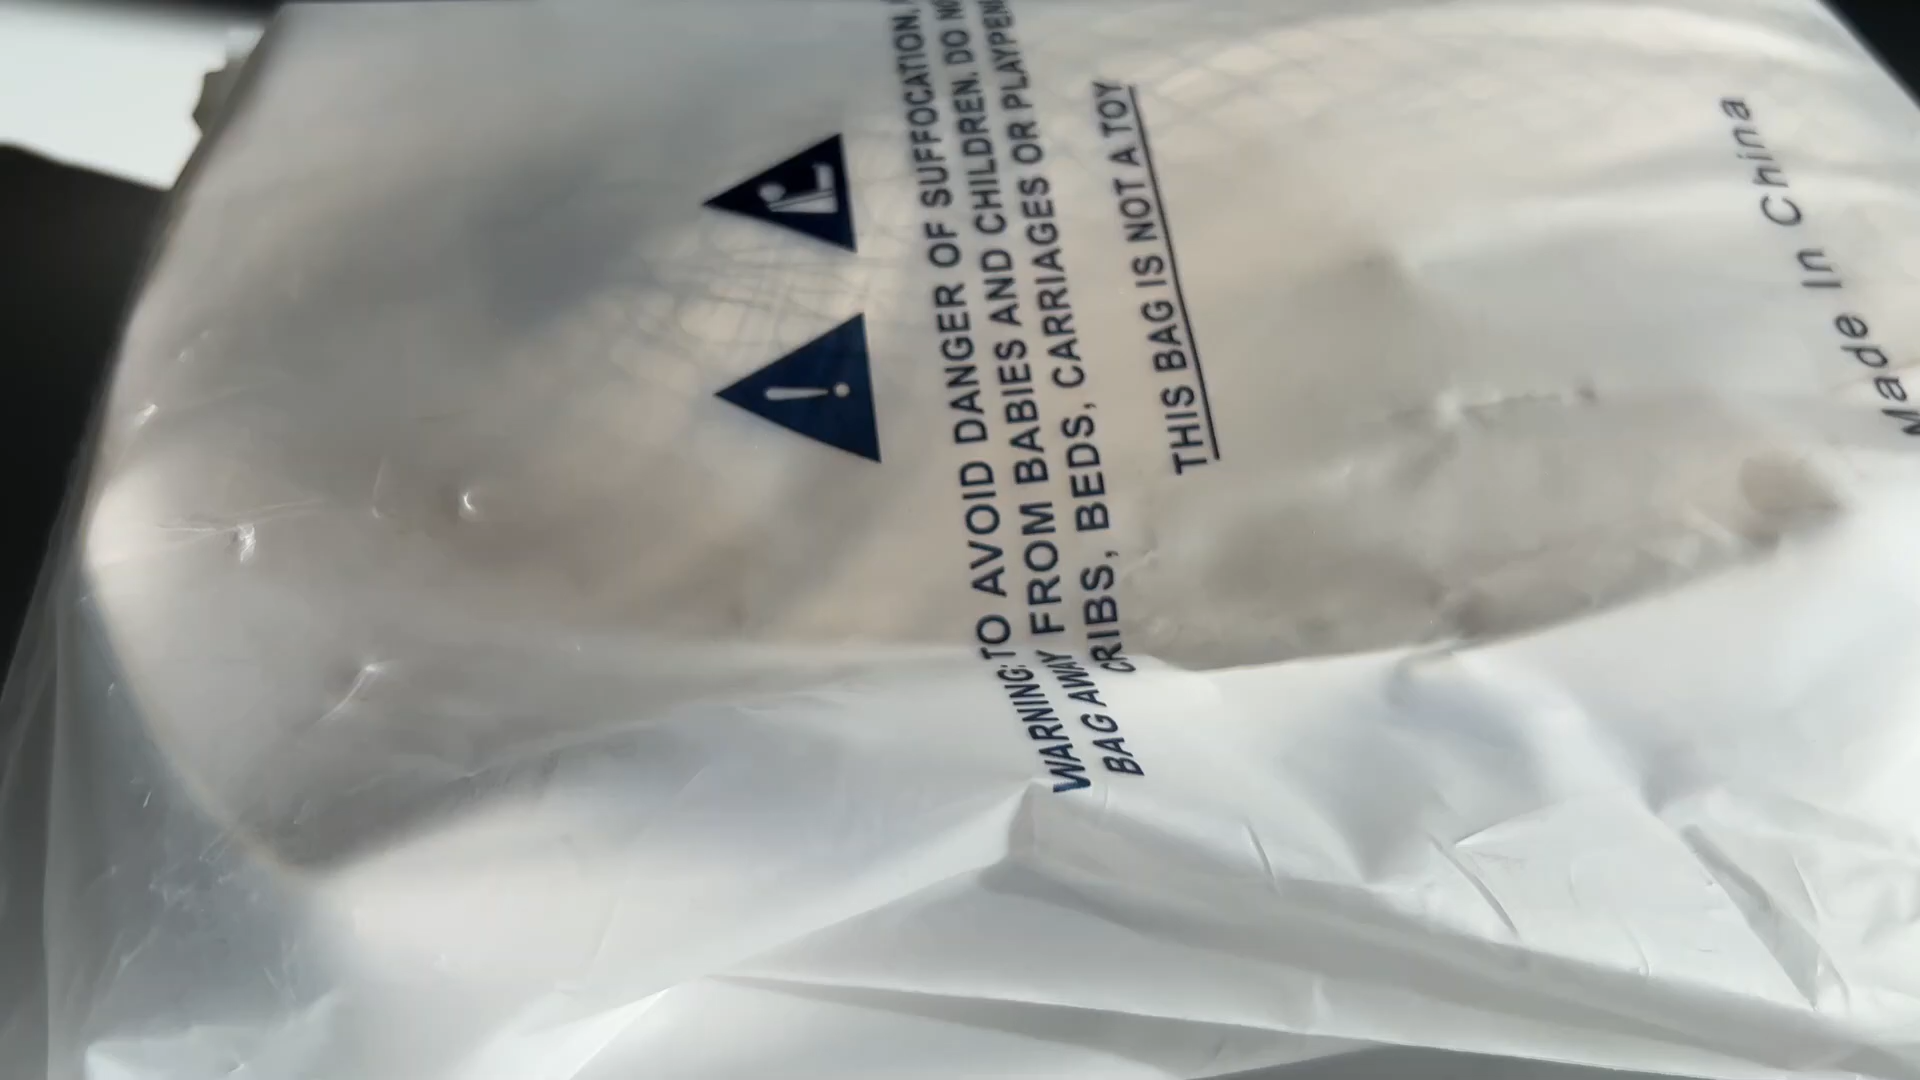 WARNING:TO AVOID DANGER OF SUFFOCATION,
BAG AWAY FROM BABIES AND CHILDREN. DO
CRIBS, BEDS, CARRIAGES OR PLAYPEN
THIS BAG IS NOT A TOY
Made In China